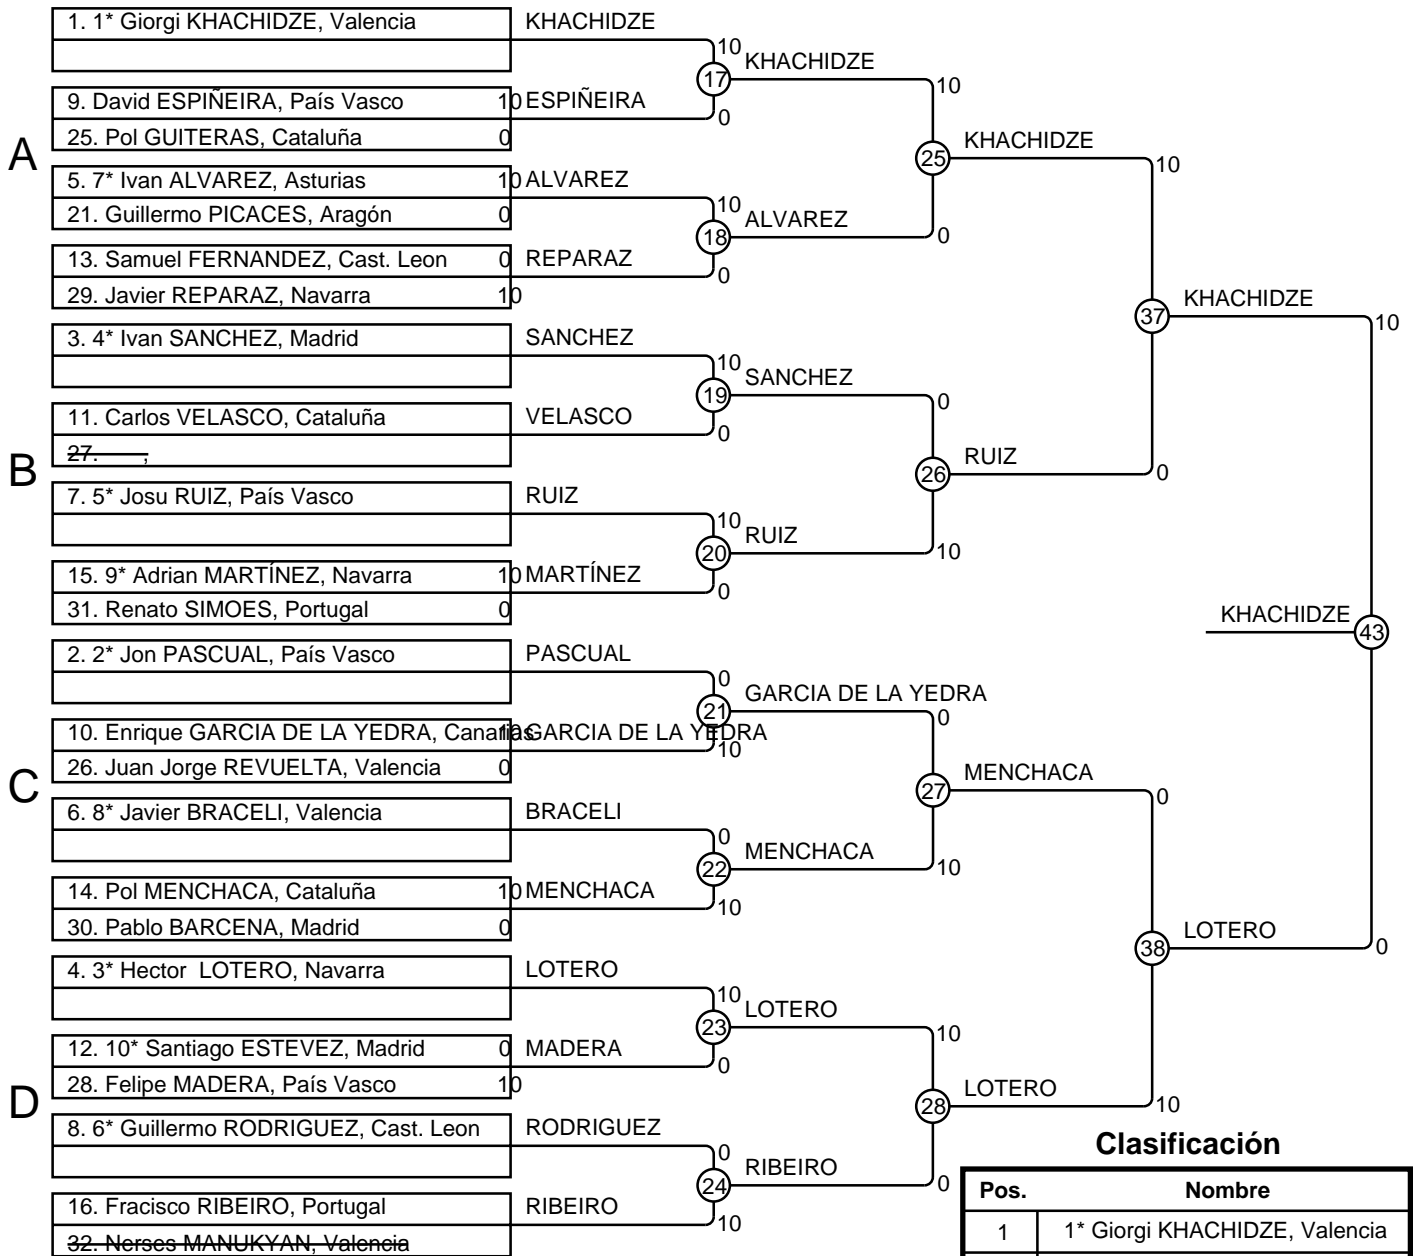 1. 1* Giorgi KHACHIDZE, Valencia
9. David ESPIÑEIRA, País Vasco 10
25. Pol GUITERAS, Cataluña 0
A
5. 7* Ivan ALVAREZ, Asturias 10
21. Guillermo PICACES, Aragón 0
13. Samuel FERNANDEZ, Cast. Leon 0
29. Javier REPARAZ, Navarra 10
3. 4* Ivan SANCHEZ, Madrid
11. Carlos VELASCO, Cataluña
27. ,
B
7. 5* Josu RUIZ, País Vasco
15. 9* Adrian MARTÍNEZ, Navarra 10
31. Renato SIMOES, Portugal 0
2. 2* Jon PASCUAL, País Vasco
10. Enrique GARCIA DE LA YEDRA, Canarias 10
26. Juan Jorge REVUELTA, Valencia 0
C
6. 8* Javier BRACELI, Valencia
14. Pol MENCHACA, Cataluña 10
30. Pablo BARCENA, Madrid 0
4. 3* Hector LOTERO, Navarra
12. 10* Santiago ESTEVEZ, Madrid 0
28. Felipe MADERA, País Vasco 10
D
8. 6* Guillermo RODRIGUEZ, Cast. Leon
16. Fracisco RIBEIRO, Portugal
32. Nerses MANUKYAN, Valencia
KHACHIDZE
10
17
ESPIÑEIRA
0
ALVAREZ
10
18
REPARAZ
0
SANCHEZ
10
19
VELASCO
0
RUIZ
10
20
MARTÍNEZ
0
PASCUAL
0
21
GARCIA DE LA YEDRA
10
BRACELI
0
22
MENCHACA
10
LOTERO
10
23
MADERA
0
RODRIGUEZ
0
24
RIBEIRO
10
KHACHIDZE
10
25
ALVAREZ
0
SANCHEZ
0
26
RUIZ
10
GARCIA DE LA YEDRA
0
27
MENCHACA
10
LOTERO
10
28
RIBEIRO
0
KHACHIDZE
10
37
RUIZ
0
MENCHACA
0
38
LOTERO
10
KHACHIDZE
10
KHACHIDZE
43
LOTERO
0
Clasificación
Pos. Nombre
1 1* Giorgi KHACHIDZE, Valencia